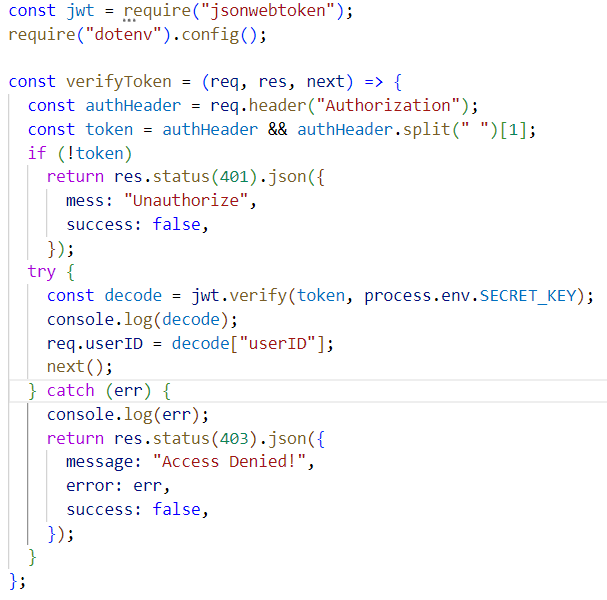 const jwt = require("jsonwebtoken");
require("dotenv").config();
const verifyToken = (req, res, next) => {
const authHeader = req.header("Authorization");
const token = authHeader && authHeader.split(" ")[1];
if (!token)
return res.status(401).json({
mess: "Unauthorize",
success: false,
});
try {
const decode = jwt.verify(token, process.env.SECRET_KEY);
console.log(decode);
req.userID = decode["userID"];
next();
} catch (err) {
console.log(err);
return res.status(403).json({
message: "Access Denied!",
error: err,
success: false,
});
}
};